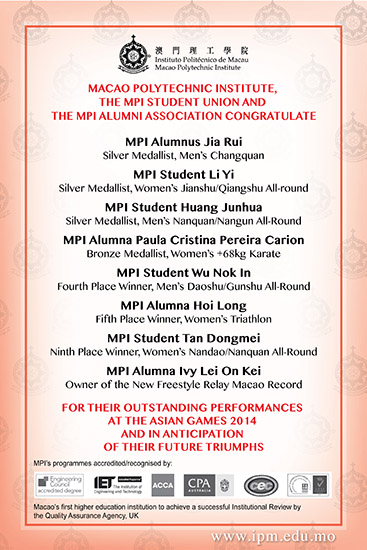 澳門理工學院
Instituto Politécnico de Macau
Macao Polytechnic Institute
MACAO POLYTECHNIC INSTITUTE,
THE MPI STUDENT UNION AND
THE MPI ALUMNI ASSOCIATION CONGRATULATE
MPI Alumnus Jia Rui
Silver Medallist, Men's Changquan
MPI Student Li Yi
Silver Medallist, Women's Jianshu/Qiangshu All-round
MPI Student Huang Junhua
Silver Medallist, Men's Nanquan/Nangun All-Round
MPI Alumna Paula Cristina Pereira Carion
Bronze Medallist, Women's +68kg Karate
MPI Student Wu Nok In
Fourth Place Winner, Men's Daoshu/Gunshu All-Round
MPI Alumna Hoi Long
Fifth Place Winner, Women's Triathlon
MPI Student Tan Dongmei
Ninth Place Winner, Women's Nandao/Nanquan All-Round
MPI Alumna Ivy Lei On Kei
Owner of the New Freestyle Relay Macao Record
FOR THEIR OUTSTANDING PERFORMANCES
AT THE ASIAN GAMES 2014
AND IN ANTICIPATION
OF THEIR FUTURE TRIUMPHS
MPI's programmes accredited/recognised by:
Engineering Council
accredited degree
IET
The Institution of
Engineering and Technology
ACCA
CPA
AUSTRALIA
cec
Macao's first higher education institution to achieve a successful Institutional Review by
the Quality Assurance Agency, UK
www.ipm.edu.mo